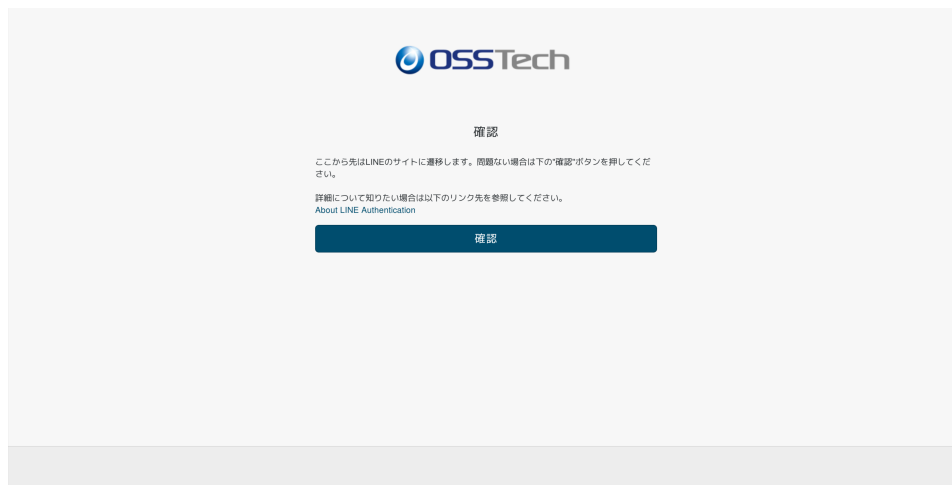 OSSTech
確認
ここから先はLINEのサイトに遷移します。問題ない場合は下の"確認"ボタンを押してくだ
さい。
詳細について知りたい場合は以下のリンク先を参照してください。
About LINE Authentication
確認